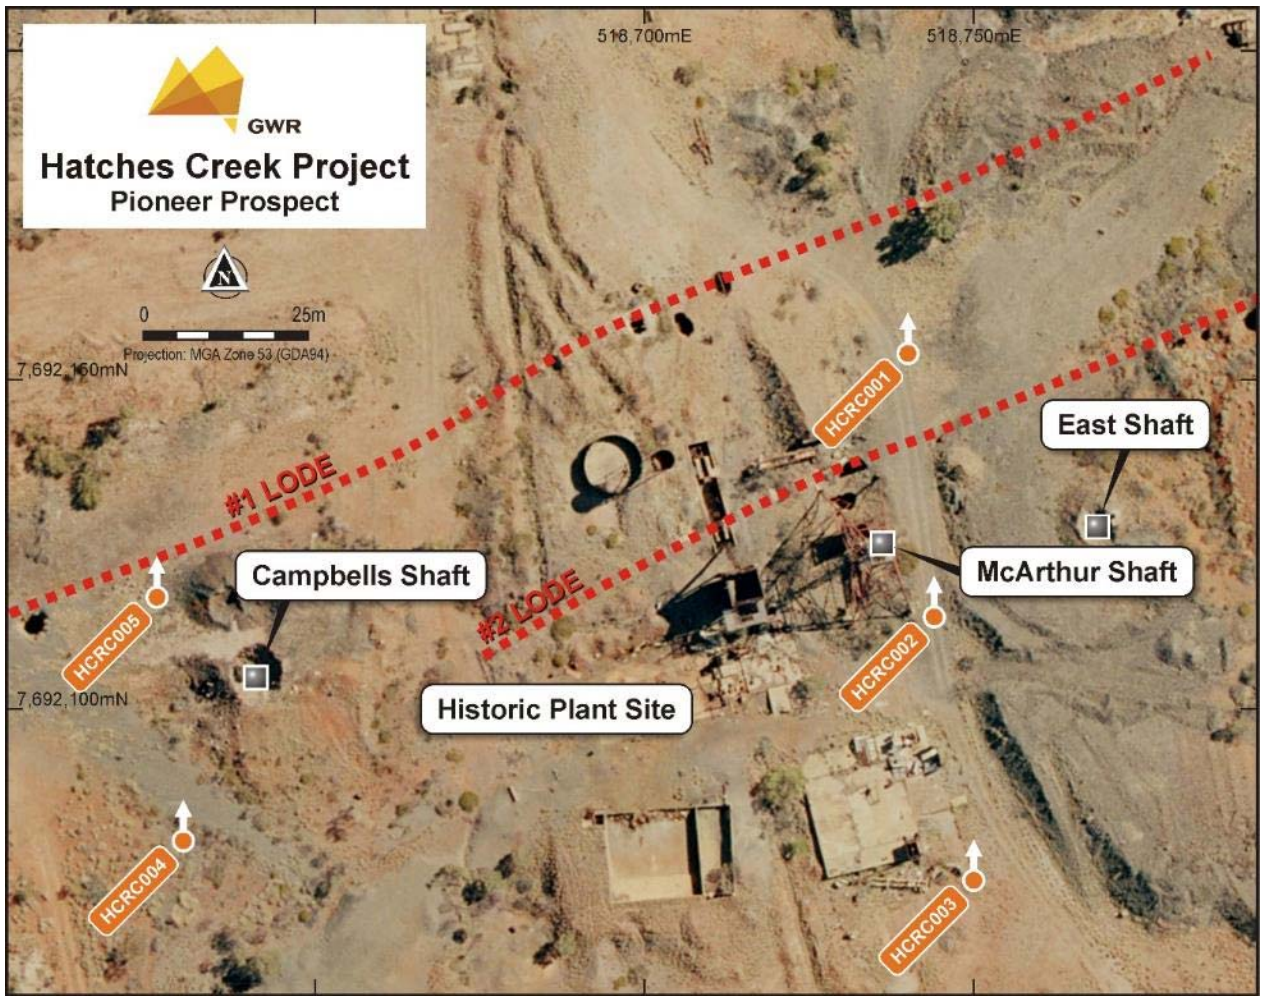 518,700mE
518,750mE
GWR
Hatches Creek Project
Pioneer Prospect
N
0 25m
Projection: MGA Zone 53 (GDA94)
7,692,150mN
HCRC001
East Shaft
#1 LODE
Campbells Shaft
McArthur Shaft
#2 LODE
HCRC005
HCRC002
7,692,100mN
Historic Plant Site
HCRC004
HCRC003